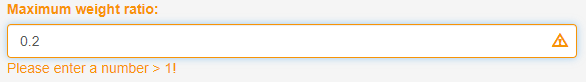 Maximum weight ratio:
0.2
Please enter a number > 1!